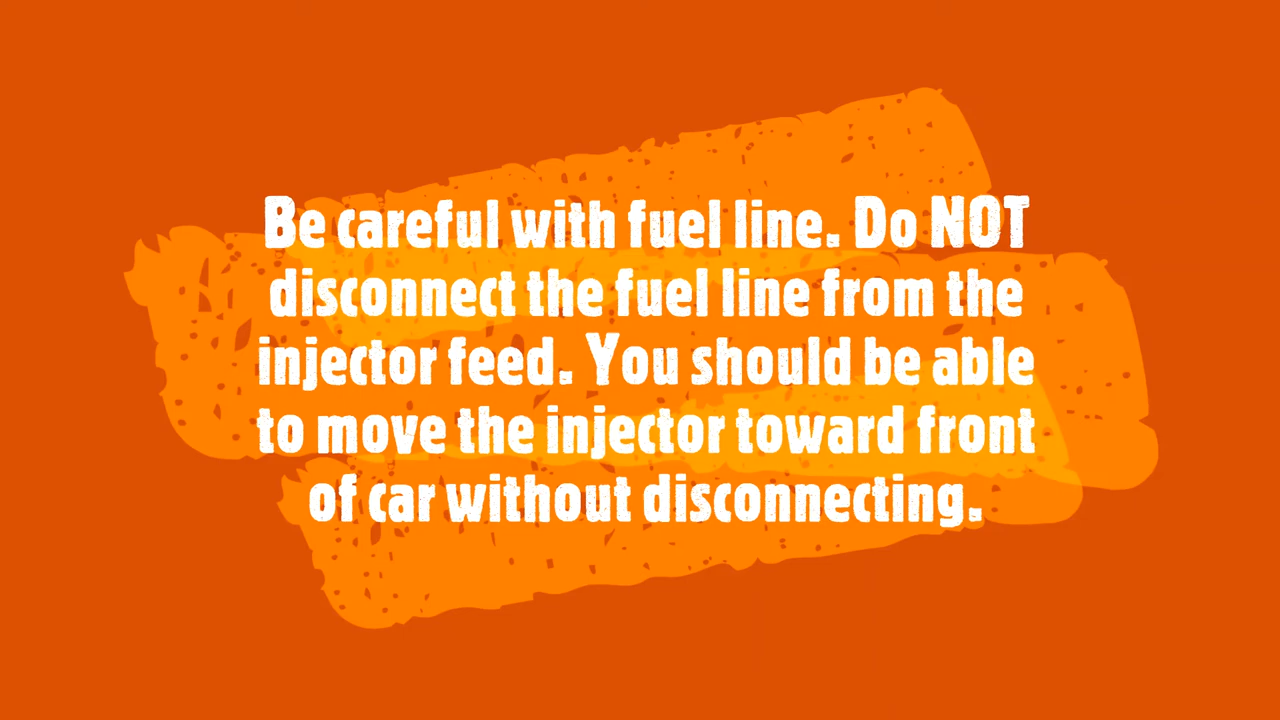 Be careful with fuel line. Do NOT
disconnect the fuel line from the
injector feed. You should be able
to move the injector toward front
of car without disconnecting.